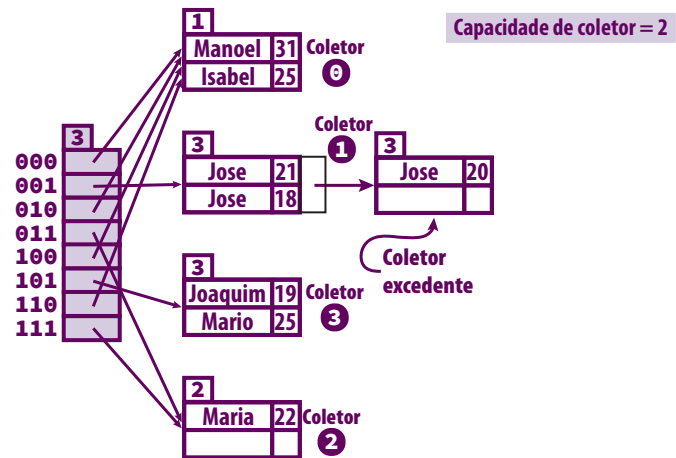 Capacidade de coletor = 2
1
Manoel 31
Isabel 25
Coletor
0
3
000
001
010
011
100
101
110
111
3
Jose 21
Jose 18
Coletor
1
3
Jose 20
Coletor
excedente
3
Joaquim 19
Mario 25
Coletor
3
2
Maria 22
Coletor
2